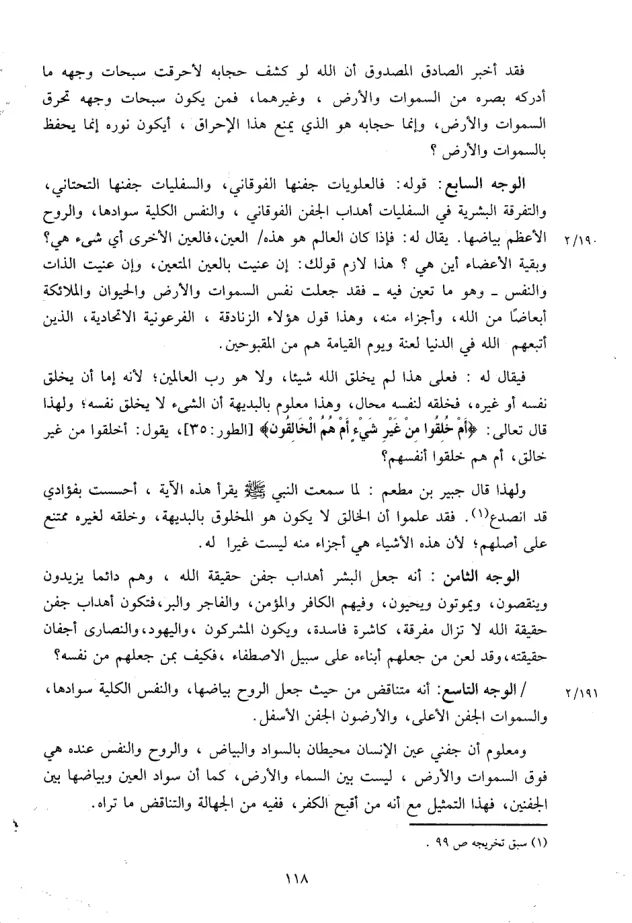 فقد أخبر الصادق المصدوق أن الله لو كشف حجابه لأحرقت سبحات وجهه ما
أدركه بصره من السموات والأرض ، وغيرهما، فمن يكون سبحات وجهه تحرق
السموات والأرض، وإنما حجابه هو الذي يمنع هذا الإحراق ، أيكون نوره إنما يحفظ
بالسموات والأرض ؟
الوجه السابع: قوله: فالعلويات جفنها الفوقاني، والسفليات جفنها التحتاني،
والتفرقة البشرية في السفليات أهداب الجفن الفوقاني ، والنفس الكلية سوادها، والروح
٢/١٩٠ الأعظم بياضها. يقال له: فإذا كان العالم هو هذه/ العين،فالعين الأخرى أي شىء هي؟
وبقية الأعضاء أين هي ؟ هذا لازم قولك: إن عنيت بالعين المتعين، وإن عنيت الذات
والنفس ـ وهو ما تعين فيه ـ فقد جعلت نفس السموات والأرض والحيوان والملائكة
أبعاضًا من الله، وأجزاء منه، وهذا قول هؤلاء الزنادقة ، الفرعونية الاتحادية، الذين
أتبعهم الله في الدنيا لعنة ويوم القيامة هم من المقبوحين.
فيقال له : فعلى هذا لم يخلق الله شيئا، ولا هو رب العالمين؛ لأنه إما أن يخلق
نفسه أو غيره، فخلقه لنفسه محال، وهذا معلوم بالبديهة أن الشىء لا يخلق نفسه؛ ولهذا
قال تعالى: ﴿أَمْ خُلِقُوا مِنْ غَيْرِ شَيْءٍ أَمْ هُمُ الْخَالِقُونَ﴾ [الطور:٣٥]، يقول: أخلقوا من غير
خالق، أم هم خلقوا أنفسهم؟
ولهذا قال جبير بن مطعم : لما سمعت النبي ﷺ يقرأ هذه الآية ، أحسست بفؤادي
قد انصدع(١). فقد علموا أن الخالق لا يكون هو المخلوق بالبديهة، وخلقه لغيره ممتنع
على أصلهم؛ لأن هذه الأشياء هي أجزاء منه ليست غيرا له.
الوجه الثامن : أنه جعل البشر أهداب جفن حقيقة الله ، وهم دائما يزيدون
وينقصون، ويموتون ويحيون، وفيهم الكافر والمؤمن، والفاجر والبر،فتكون أهداب جفن
حقيقة الله لا تزال مفرقة، كاشرة فاسدة، ويكون المشركون ،واليهود،والنصارى أجفان
حقيقته،وقد لعن من جعلهم أبناءه على سبيل الاصطفاء ،فكيف بمن جعلهم من نفسه؟
٢/١٩١ / الوجه التاسع: أنه متناقض من حيث جعل الروح بياضها، والنفس الكلية سوادها،
والسموات الجفن الأعلى، والأرضون الجفن الأسفل.
ومعلوم أن جفني عين الإنسان محيطان بالسواد والبياض ، والروح والنفس عنده هي
فوق السموات والأرض ، ليست بين السماء والأرض، كما أن سواد العين وبياضها بين
الجفنين، فهذا التمثيل مع أنه من أقبح الكفر، ففيه من الجهالة والتناقض ما تراه.
(١) سبق تخريجه ص ٩٩ .
١١٨